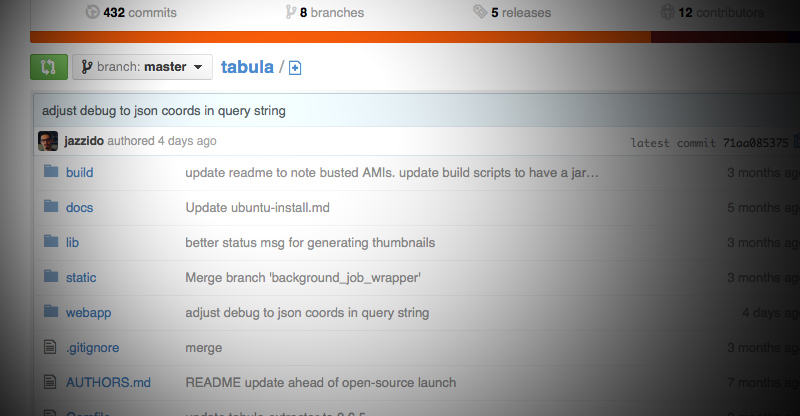 432 commits 8 branches 5 releases 12 contributors
branch: master tabula /
adjust debug to json coords in query string
jazzido authored 4 days ago latest commit 71aa085375
build update readme to note busted AMIs. update build scripts to have a jar… 3 months ago
docs Update ubuntu-install.md 5 months ago
lib better status msg for generating thumbnails 3 months ago
static Merge branch 'background_job_wrapper' 3 months ago
webapp adjust debug to json coords in query string 4 days ago
.gitignore merge 3 months ago
AUTHORS.md README update ahead of open-source launch 7 months ago